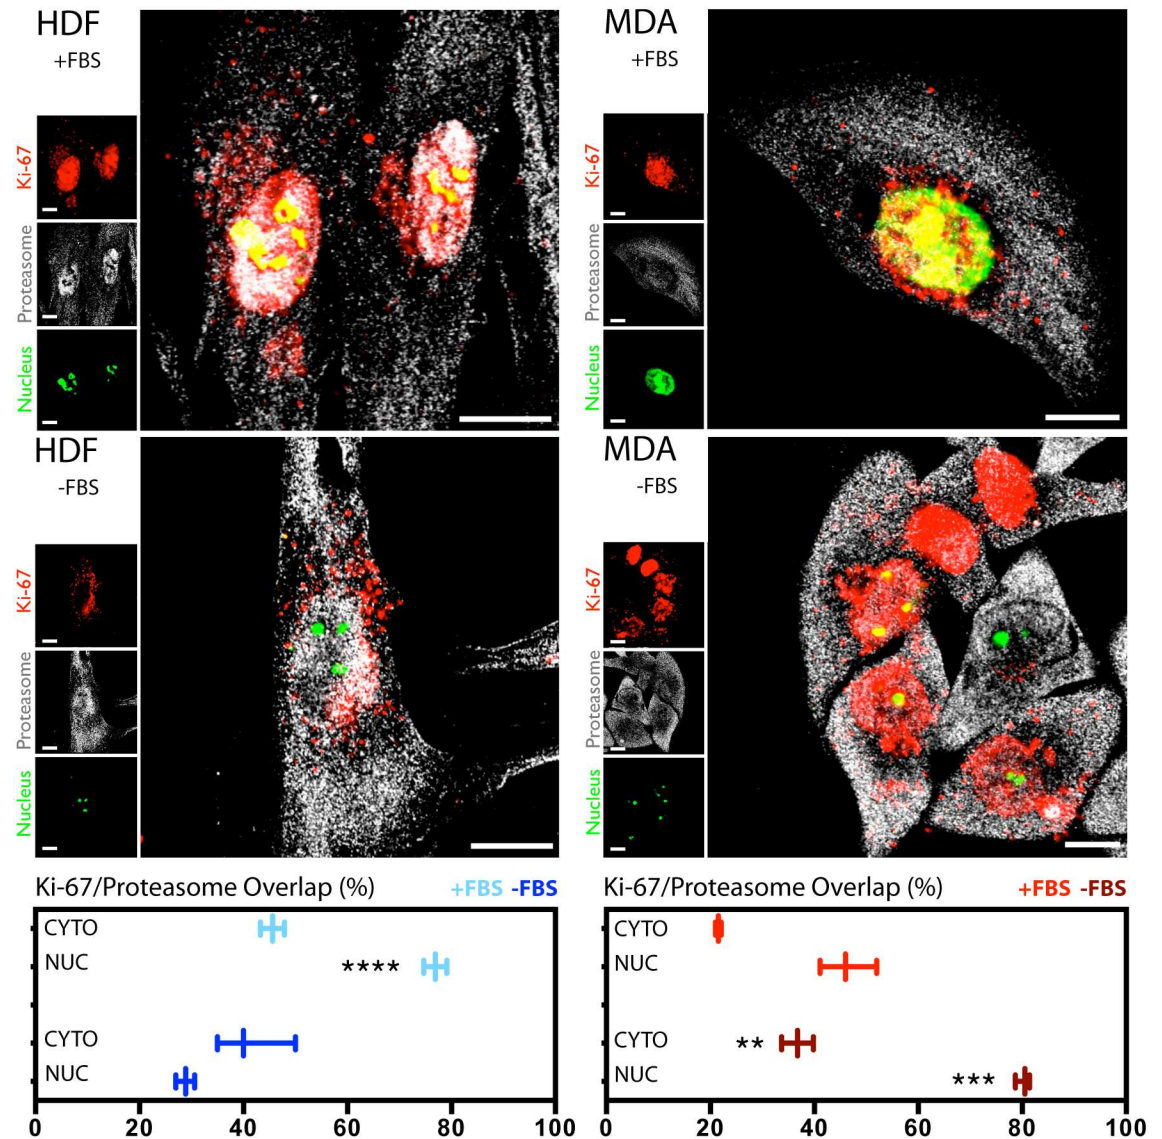 HDF
+FBS
Ki-67
Proteasome
Nucleus
MDA
+FBS
Ki-67
Proteasome
Nucleus
HDF
-FBS
Ki-67
Proteasome
Nucleus
MDA
-FBS
Ki-67
Proteasome
Nucleus
Ki-67/Proteasome Overlap (%) +FBS -FBS
CYTO
NUC ****
CYTO
NUC
0 20 40 60 80 100
Ki-67/Proteasome Overlap (%) +FBS -FBS
CYTO
NUC
CYTO **
NUC ***
0 20 40 60 80 100